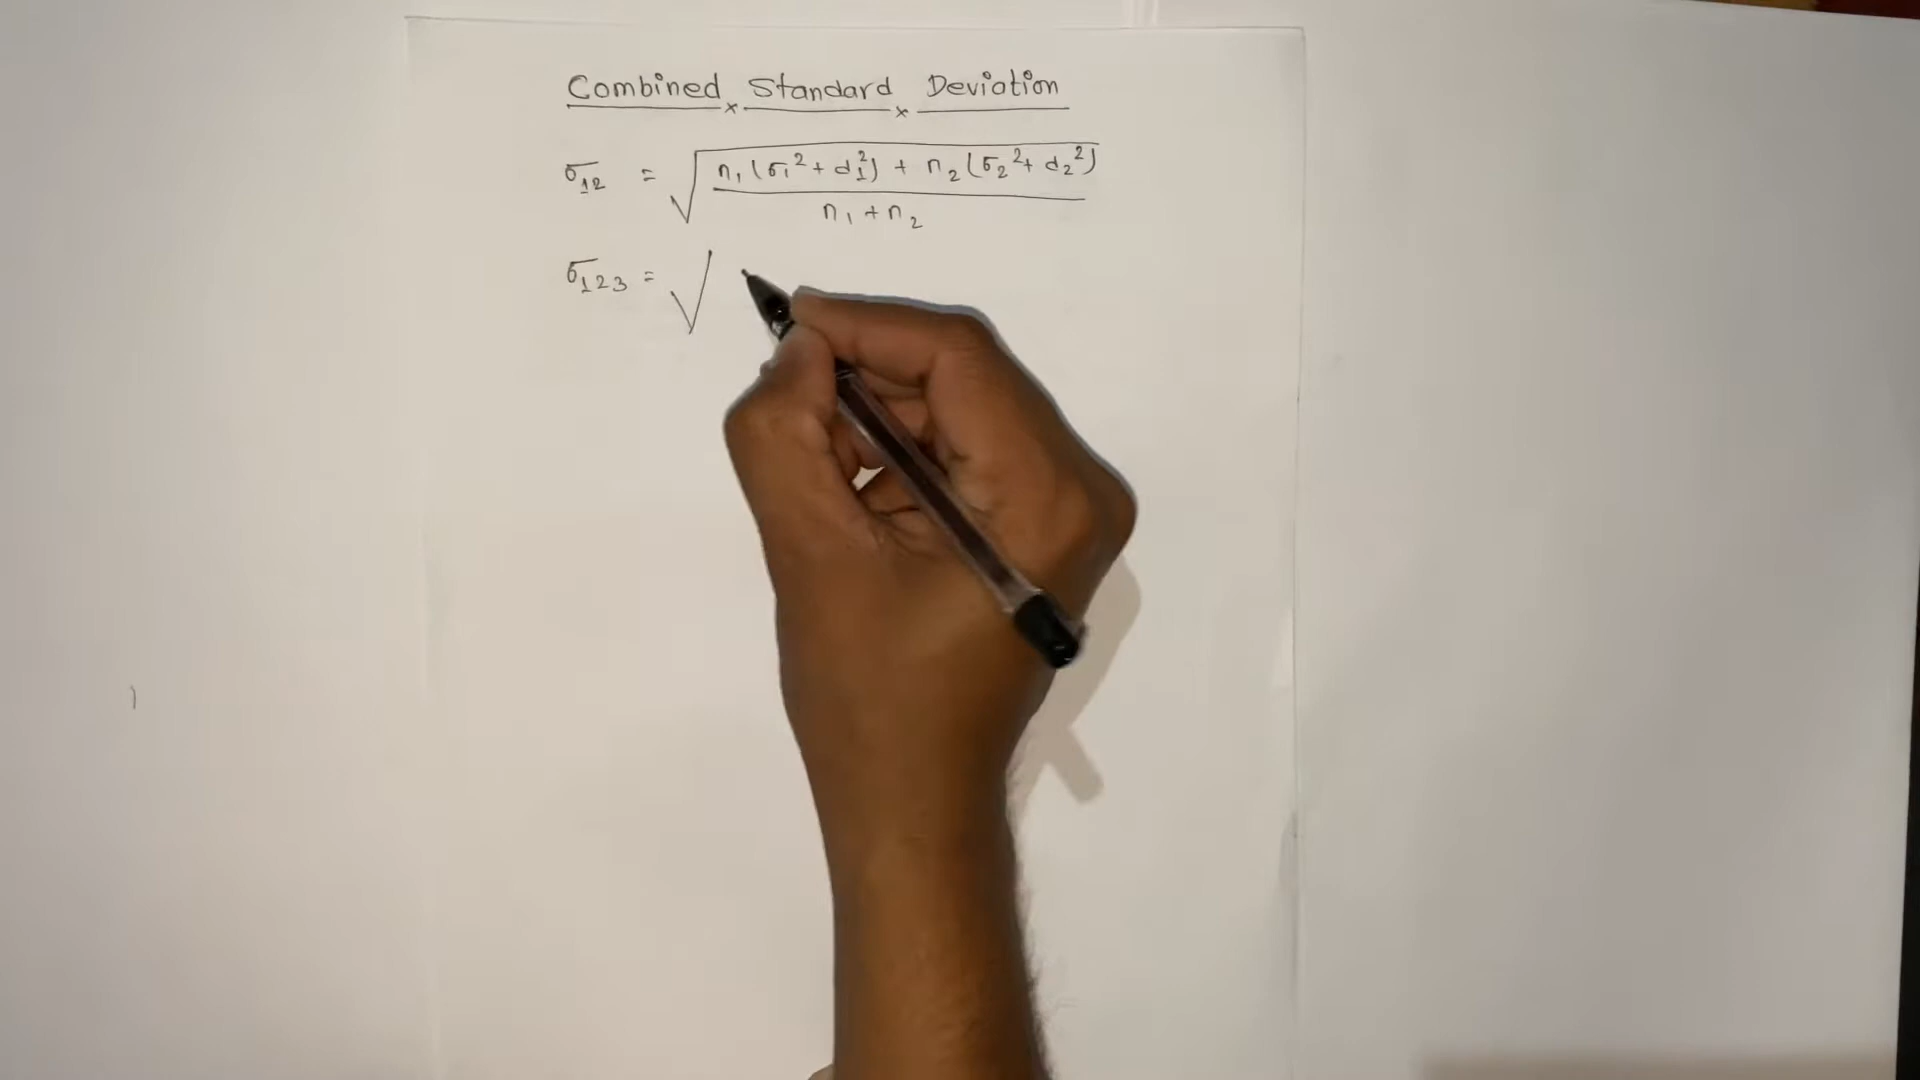 Combined Standard Deviation
σ₁₂ = √(n₁(σ₁² + d₁²) + n₂(σ₂² + d₂²) / n₁ + n₂)
σ₁₂₃ = √